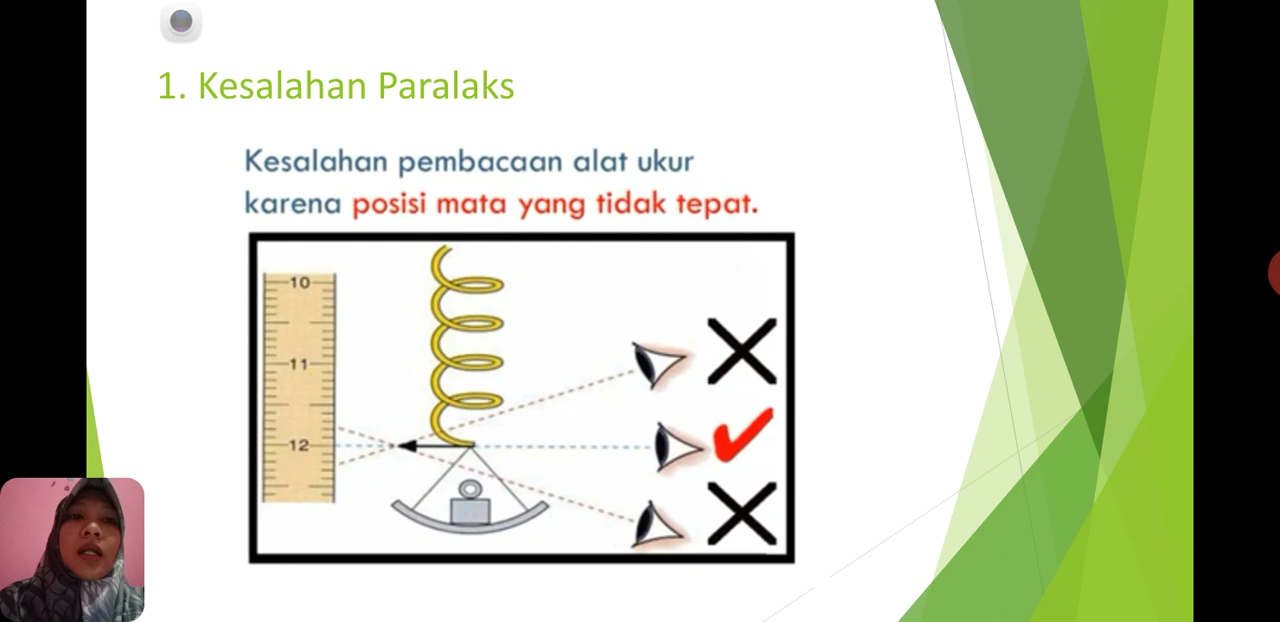 1. Kesalahan Paralaks
Kesalahan pembacaan alat ukur
karena posisi mata yang tidak tepat.
10
11
12